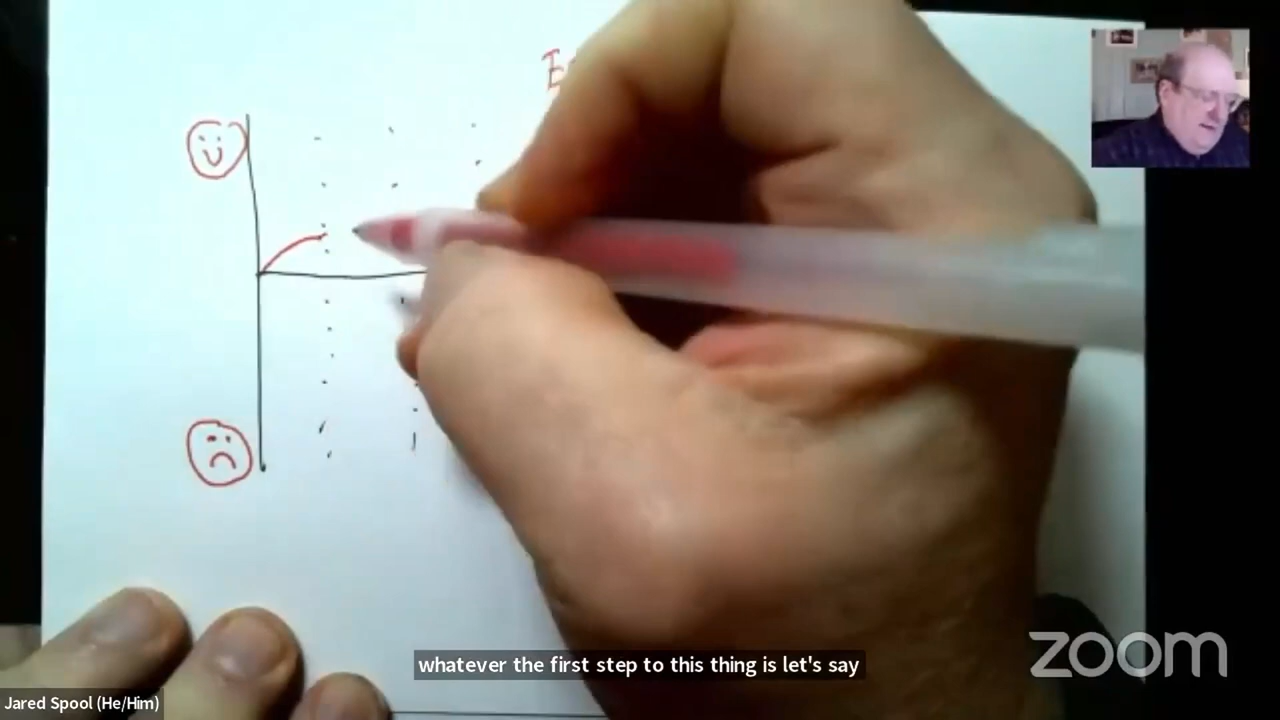 whatever the first step to this thing is let's say
zoom
Jared Spool (He/Him)